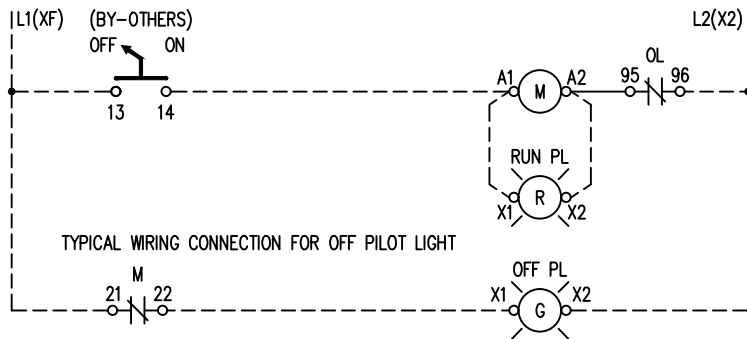 L1(XF) (BY-OTHERS) L2(X2)
OFF ON
OL
A1 M A2 95 96
13 14
RUN PL
X1 R X2
TYPICAL WIRING CONNECTION FOR OFF PILOT LIGHT
M
OFF PL
21 22 X1 G X2